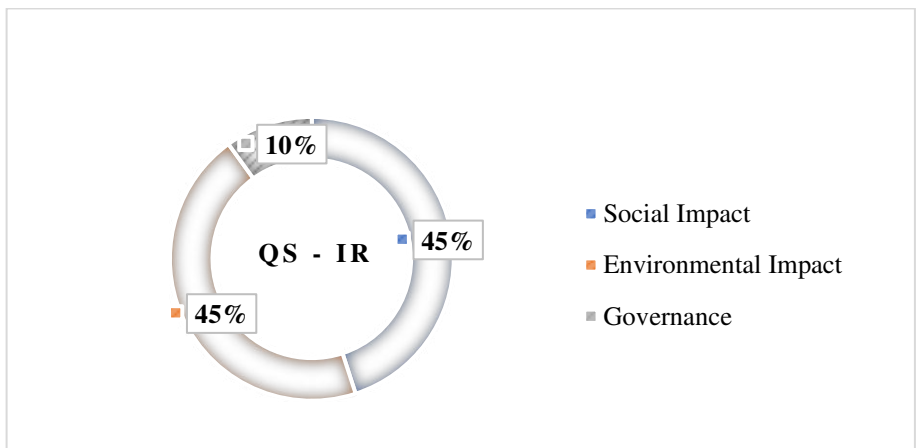 10%
45%
QS - IR
45%
Social Impact
Environmental Impact
Governance